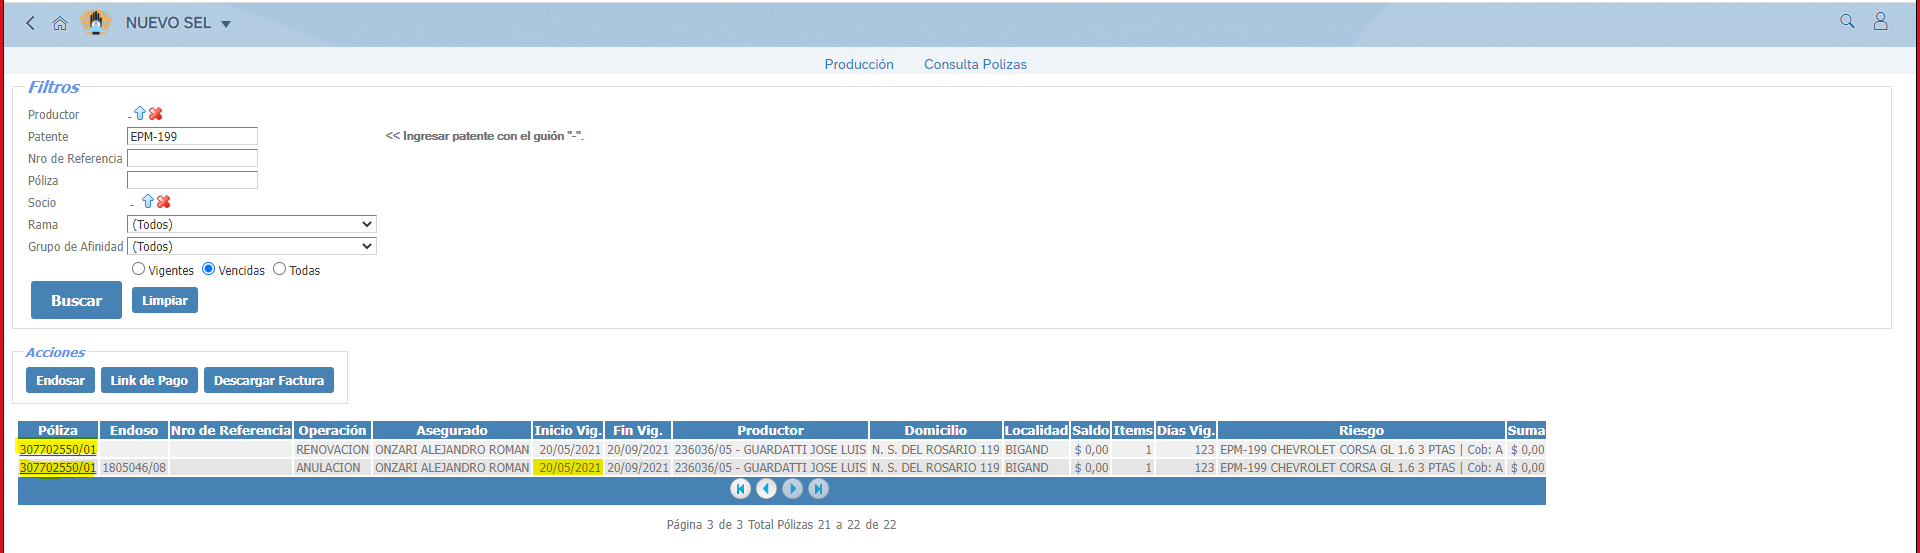 NUEVO SEL
Producción Consulta Polizas
Filtros
Productor -
Patente EPM-199 << Ingresar patente con el guión "-".
Nro de Referencia
Póliza
Socio -
Rama (Todos)
Grupo de Afinidad (Todos)
Vigentes Vencidas Todas
Buscar Limpiar
Acciones
Endosar Link de Pago Descargar Factura
Póliza Endoso Nro de Referencia Operación Asegurado Inicio Vig. Fin Vig. Productor Domicilio Localidad Saldo Items Días Vig. Riesgo Suma
307702550/01 RENOVACION ONZARI ALEJANDRO ROMAN 20/05/2021 20/09/2021 236036/05 - GUARDATTI JOSE LUIS N. S. DEL ROSARIO 119 BIGAND $ 0,00 1 123 EPM-199 CHEVROLET CORSA GL 1.6 3 PTAS | Cob: A $ 0,00
307702550/01 1805046/08 ANULACION ONZARI ALEJANDRO ROMAN 20/05/2021 20/09/2021 236036/05 - GUARDATTI JOSE LUIS N. S. DEL ROSARIO 119 BIGAND $ 0,00 1 123 EPM-199 CHEVROLET CORSA GL 1.6 3 PTAS | Cob: A $ 0,00
Página 3 de 3 Total Pólizas 21 a 22 de 22